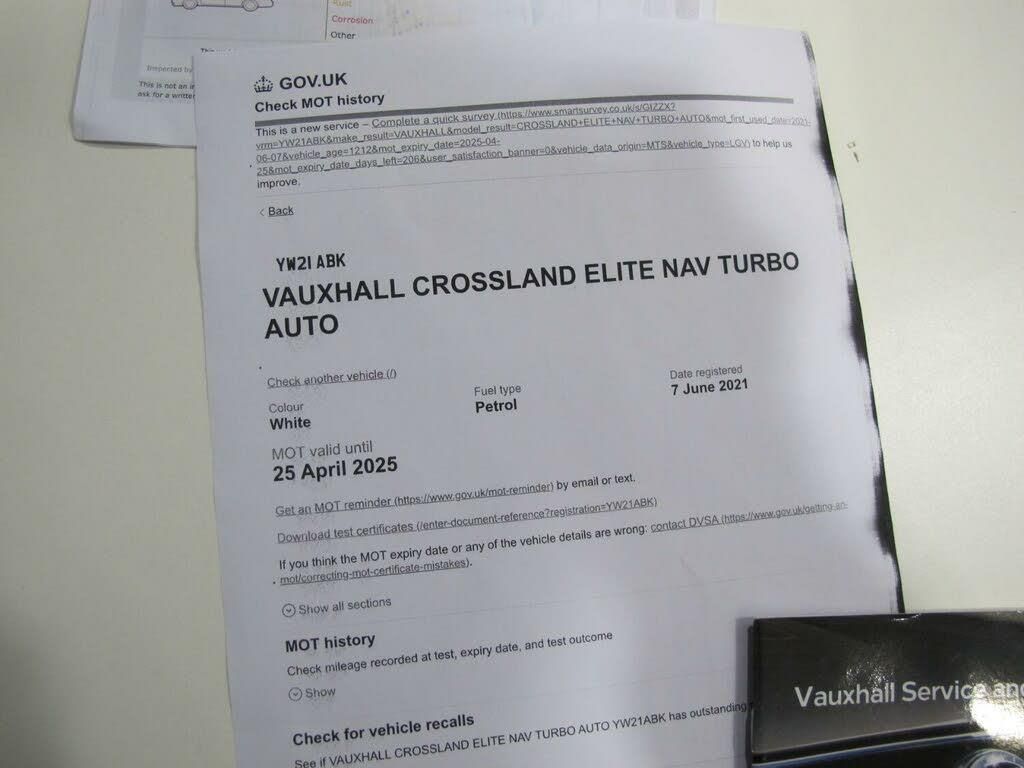 Rust
Corrosion
Other
Inspected by
This is not an in
ask for a written
GOV.UK
Check MOT history
This is a new service – Complete a quick survey (https://www.smartsurvey.co.uk/s/GIZZX?
vrm=YW21ABK&make_result=VAUXHALL&model_result=CROSSLAND+ELITE+NAV+TURBO+AUTO&mot_first_used_date=2021-
06-07&vehicle_age=1212&mot_expiry_date=2025-04-
25&mot_expiry_date_days_left=206&user_satisfaction_banner=0&vehicle_data_origin=MTS&vehicle_type=LGV) to help us
improve.
Back
YW21 ABK
VAUXHALL CROSSLAND ELITE NAV TURBO
AUTO
Check another vehicle (/)
Colour
White
Fuel type
Petrol
Date registered
7 June 2021
MOT valid until
25 April 2025
Get an MOT reminder (https://www.gov.uk/mot-reminder) by email or text.
Download test certificates (/enter-document-reference?registration=YW21ABK)
If you think the MOT expiry date or any of the vehicle details are wrong: contact DVSA (https://www.gov.uk/getting-an-
mot/correcting-mot-certificate-mistakes).
Show all sections
MOT history
Check mileage recorded at test, expiry date, and test outcome
Show
Check for vehicle recalls
See if VAUXHALL CROSSLAND ELITE NAV TURBO AUTO YW21ABK has outstanding
Vauxhall Service and